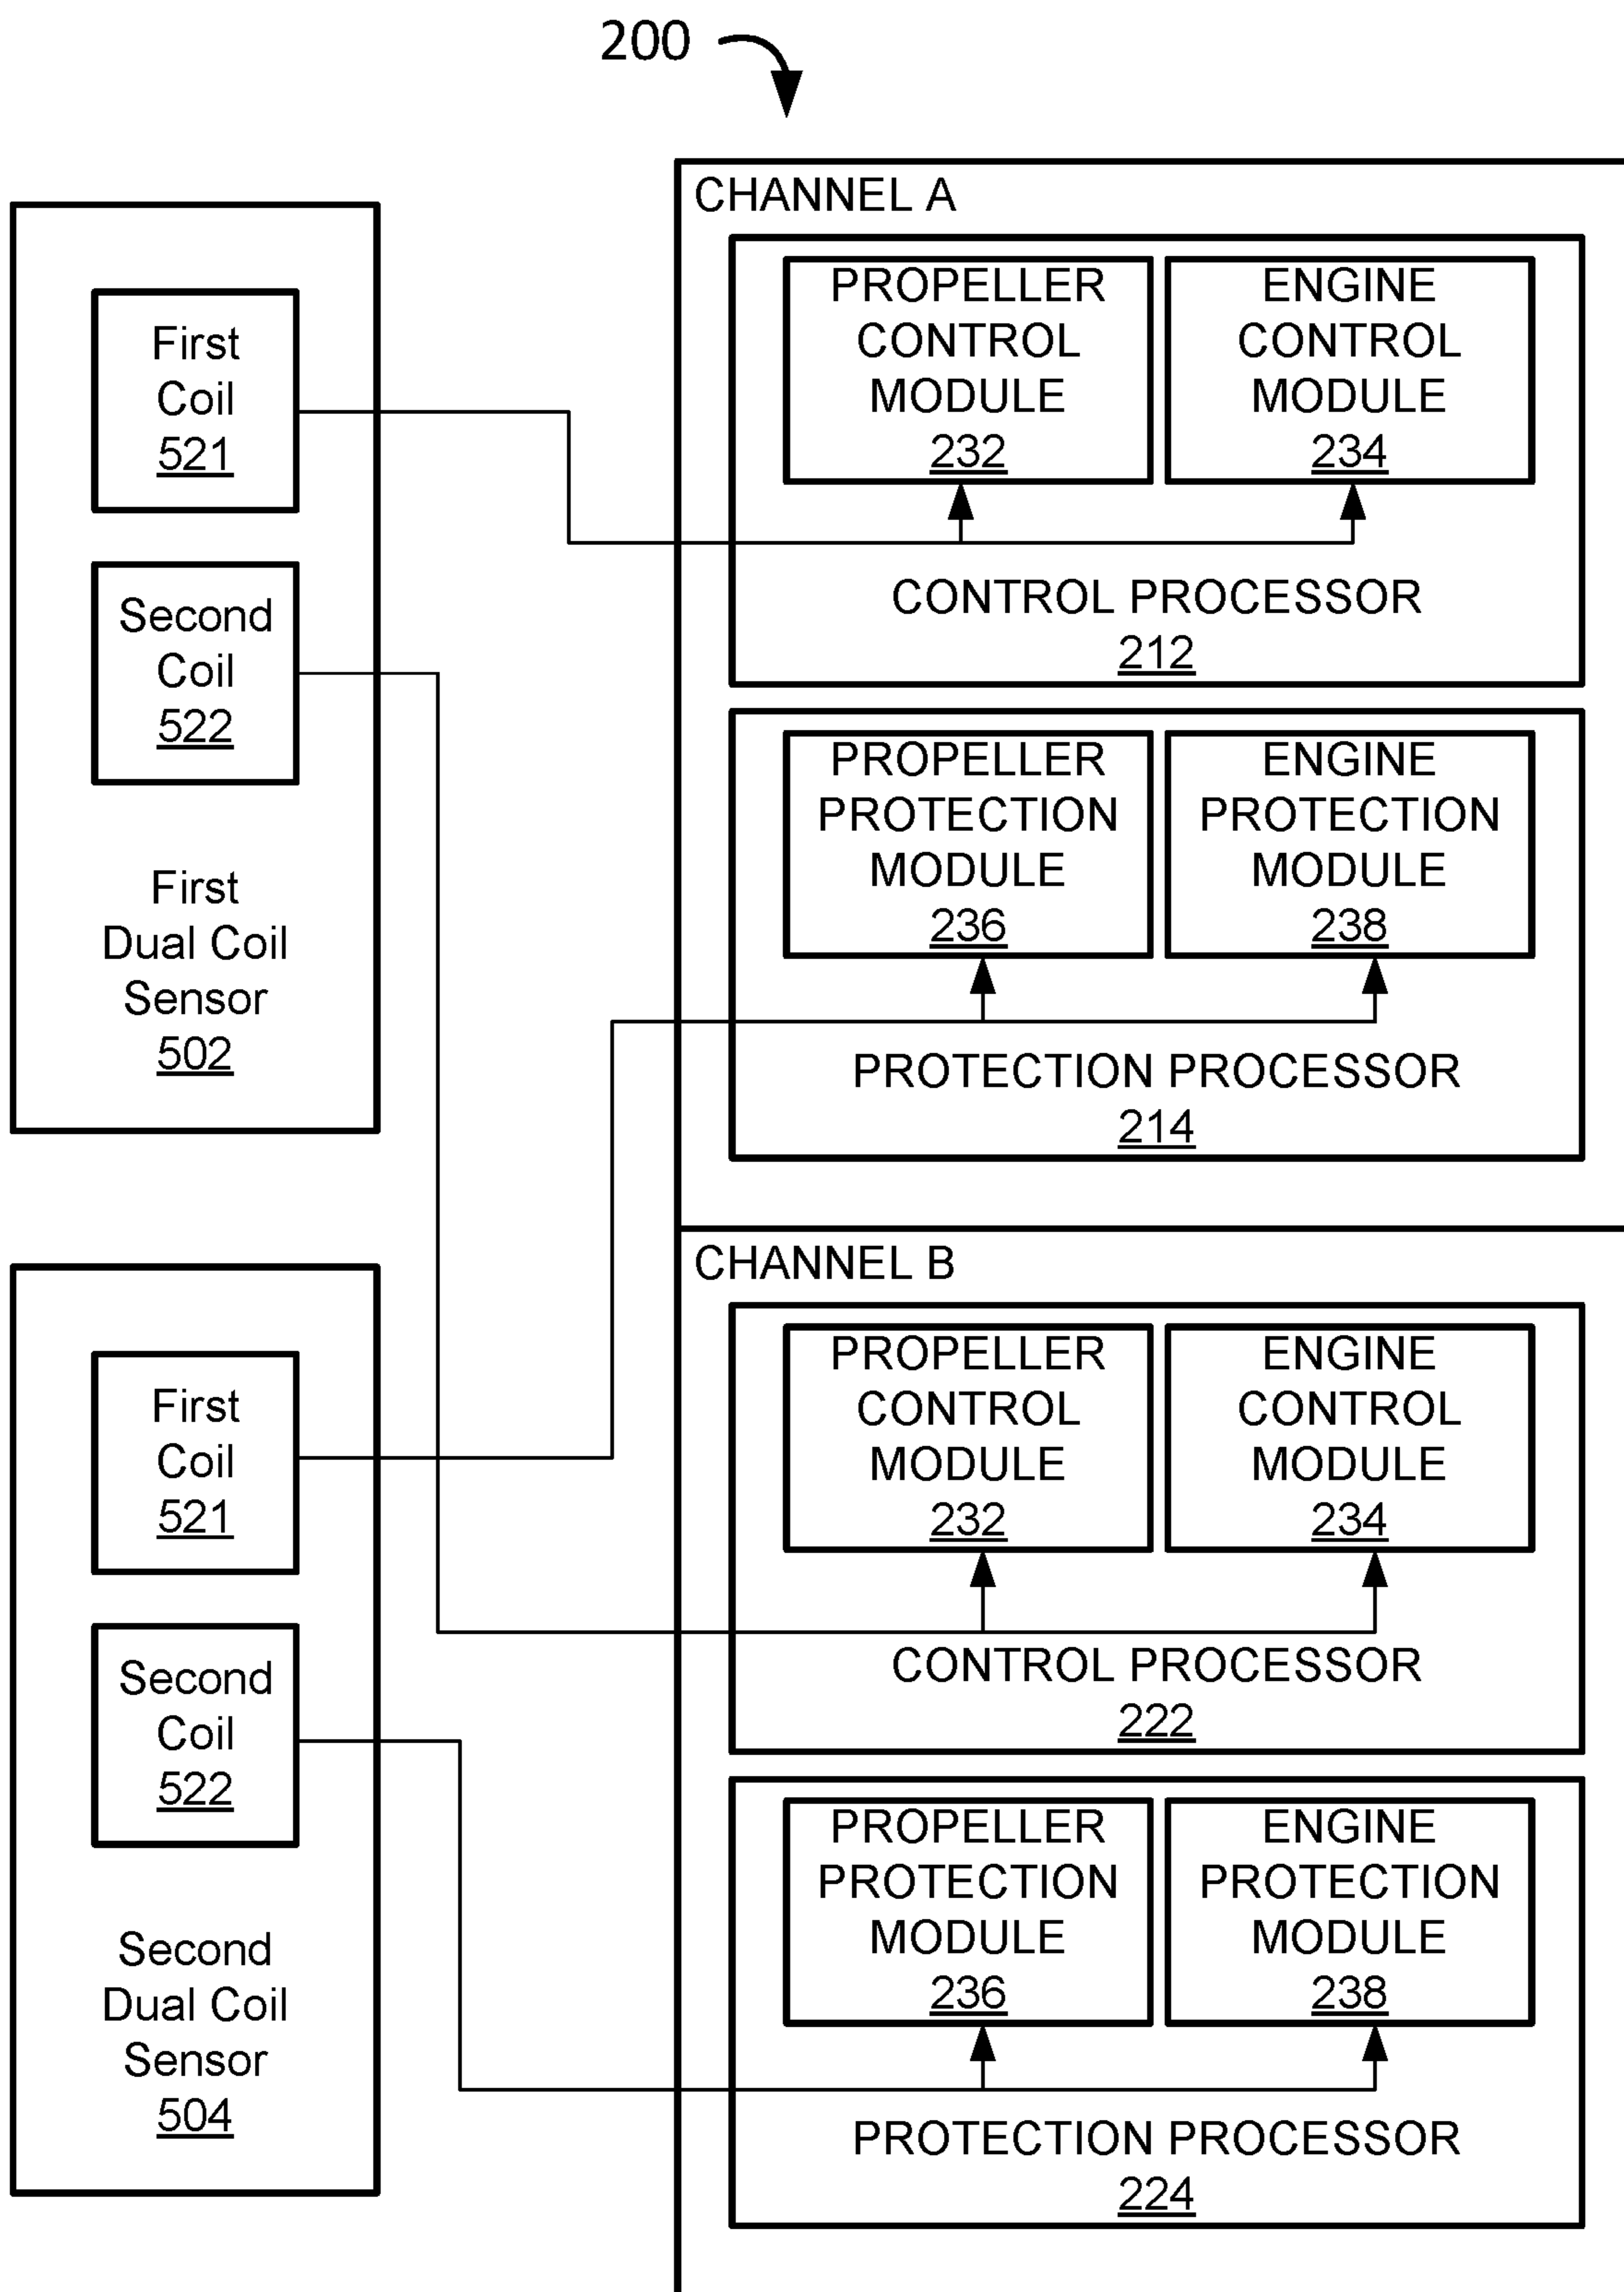 200
First
Coil
521
Second
Coil
522
First
Dual Coil
Sensor
502
First
Coil
521
Second
Coil
522
Second
Dual Coil
Sensor
504
CHANNEL A
PROPELLER
CONTROL
MODULE
232
ENGINE
CONTROL
MODULE
234
CONTROL PROCESSOR
212
PROPELLER
PROTECTION
MODULE
236
ENGINE
PROTECTION
MODULE
238
PROTECTION PROCESSOR
214
CHANNEL B
PROPELLER
CONTROL
MODULE
232
ENGINE
CONTROL
MODULE
234
CONTROL PROCESSOR
222
PROPELLER
PROTECTION
MODULE
236
ENGINE
PROTECTION
MODULE
238
PROTECTION PROCESSOR
224